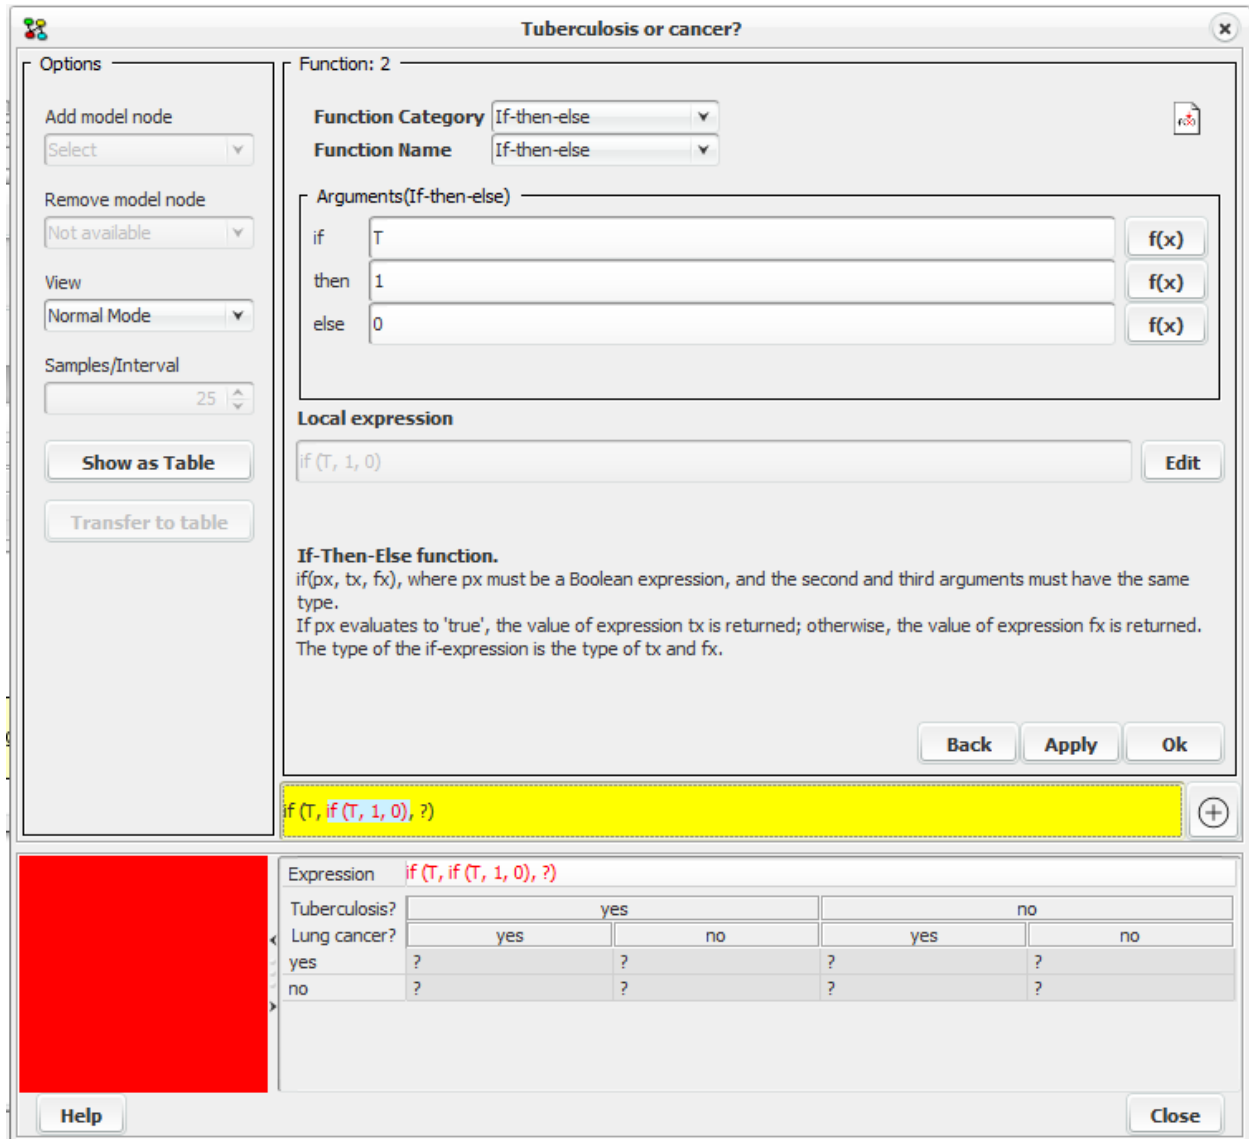 Tuberculosis or cancer?
Options
Add model node
Select
Remove model node
Not available
View
Normal Mode
Samples/Interval
25
Show as Table
Transfer to table
Function: 2
Function Category If-then-else
Function Name If-then-else
Arguments(If-then-else)
if T f(x)
then 1 f(x)
else 0 f(x)
Local expression
if (T, 1, 0) Edit
If-Then-Else function.
if(px, tx, fx), where px must be a Boolean expression, and the second and third arguments must have the same
type.
If px evaluates to 'true', the value of expression tx is returned; otherwise, the value of expression fx is returned.
The type of the if-expression is the type of tx and fx.
Back Apply Ok
if (T, if (T, 1, 0), ?)
Expression if (T, if (T, 1, 0), ?)
Tuberculosis? yes no
Lung cancer? yes no yes no
yes ? ? ? ?
no ? ? ? ?
Help Close